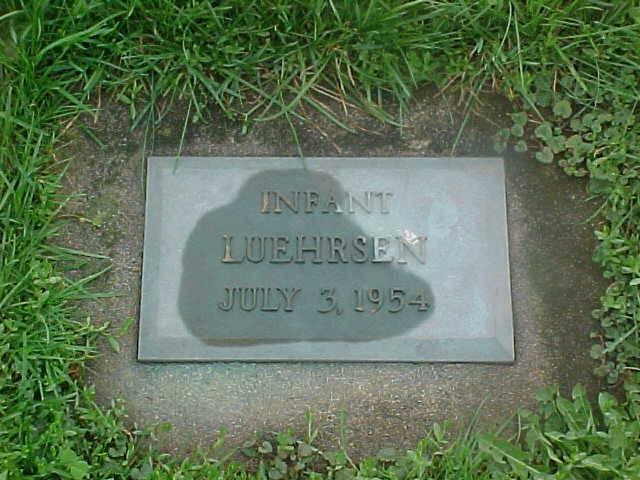 INFANT
LUEHRSEN
JULY 3, 1954